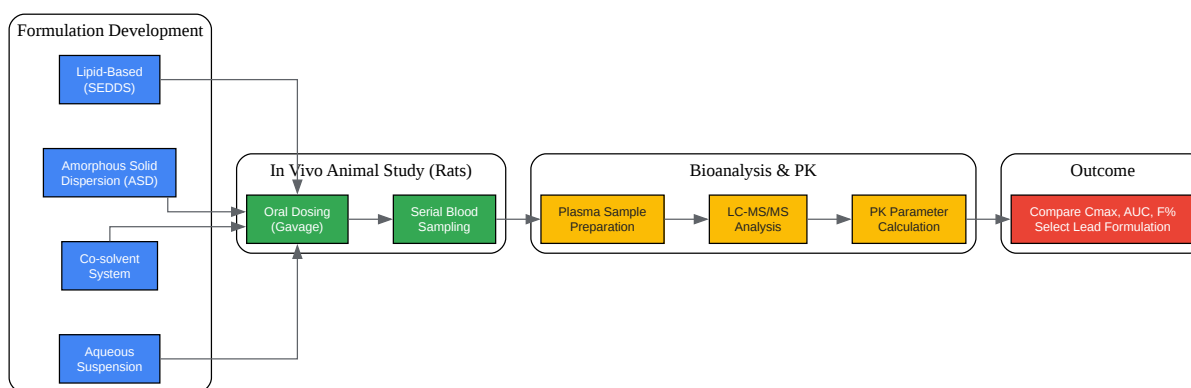 Formulation Development
Lipid-Based
(SEDDS)
Amorphous Solid
Dispersion (ASD)
Co-solvent
System
Aqueous
Suspension
In Vivo Animal Study (Rats)
Oral Dosing
(Gavage)
Serial Blood
Sampling
Bioanalysis & PK
Plasma Sample
Preparation
LC-MS/MS
Analysis
PK Parameter
Calculation
Outcome
Compare Cmax, AUC, F%
Select Lead Formulation